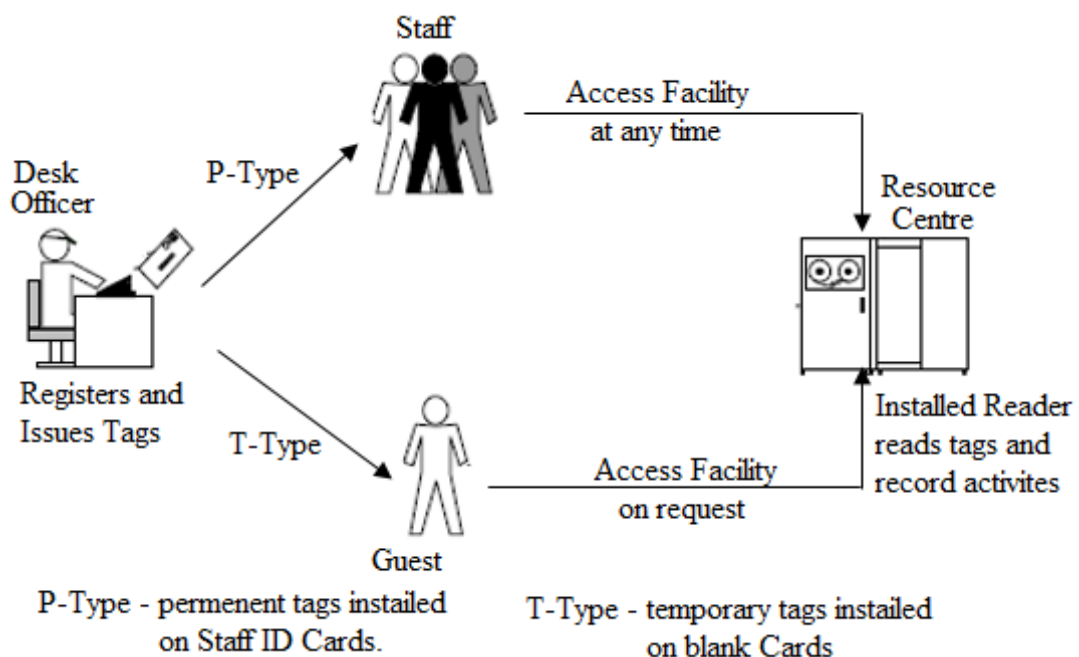 Staff
Access Facility
at any time
P-Type
Desk
Officer
Resource
Centre
Registers and
Issues Tags
T-Type
Installed Reader
reads tags and
record activites
Access Facility
on request
Guest
P-Type - permenent tags instailed
on Staff ID Cards.
T-Type - temporary tags instailed
on blank Cards